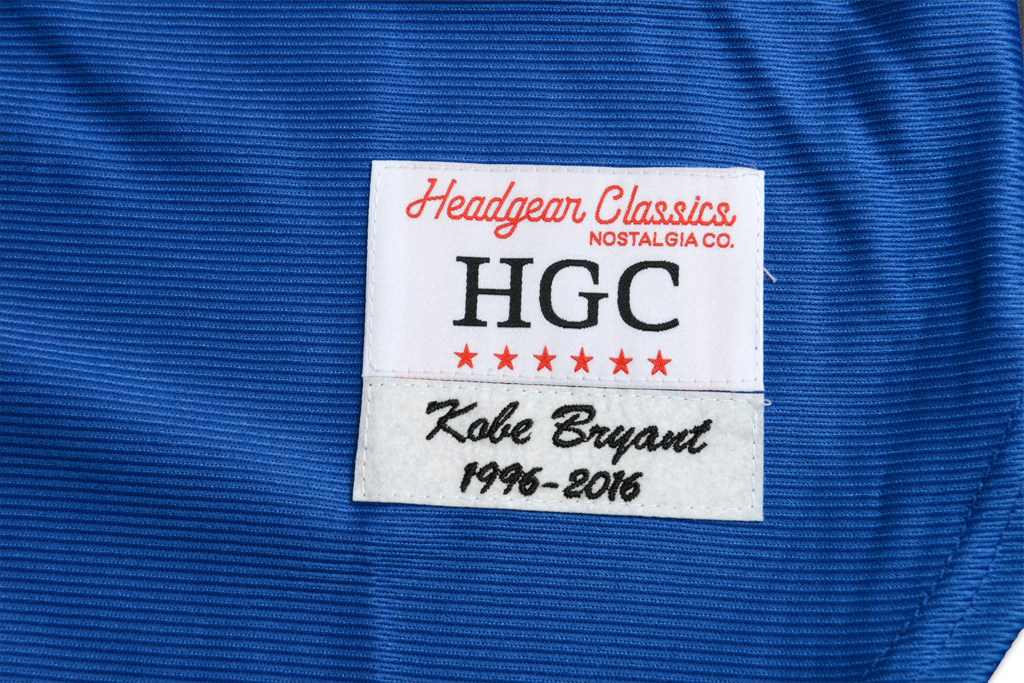 Headgear Classics
NOSTALGIA CO.
HGC
Kobe Bryant
1996-2016